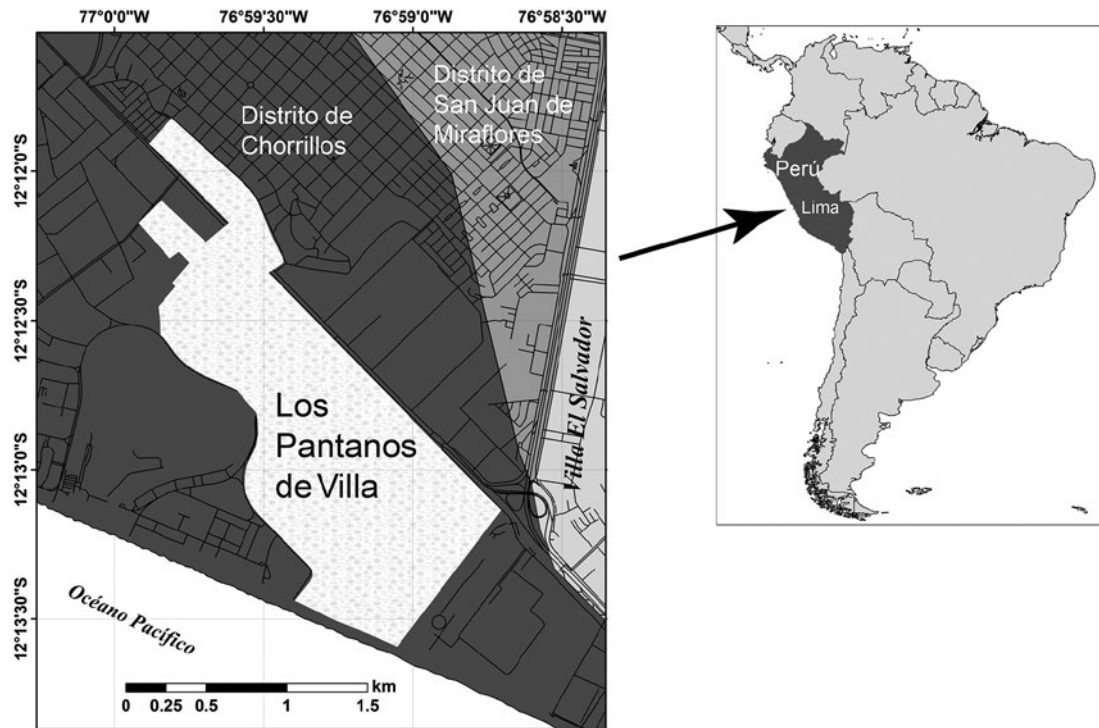 77°0'0"W 76°59'30"W 76°59'0"W 76°58'30"W
12°12'0"S
12°13'30"S
12°13'0"S
12°13'30"S
Distrito de
Chorrillos
Distrito de
San Juan de
Miraflores
Los
Pantanos
de Villa
Villa El Salvador
Océano Pacífico
km
0 0.25 0.5 1 1.5
Perú
Lima